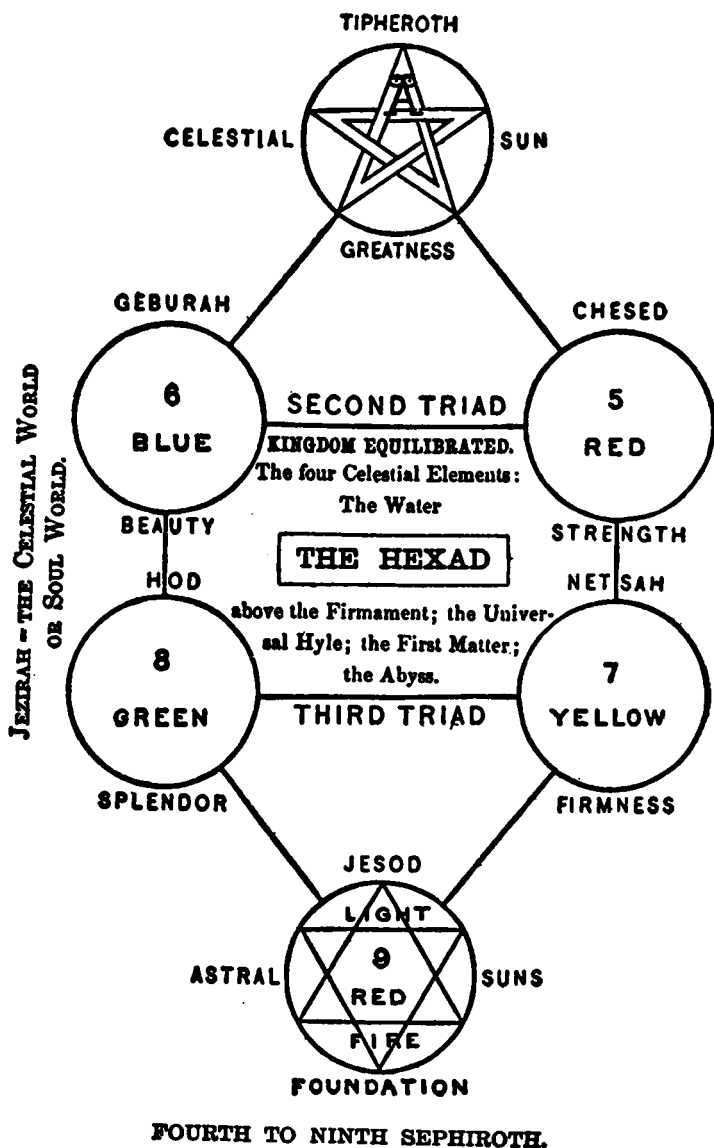 TIPHEROTH
CELESTIAL
SUN
GREATNESS
GEBURAH
CHESED
6
BLUE
5
RED
SECOND TRIAD
KINGDOM EQUILIBRATED.
The four Celestial Elements:
The Water
BEAUTY
STRENGTH
THE HEXAD
HOD
NETSAH
above the Firmament; the Univer-
sal Hyle; the First Matter;
the Abyss.
8
GREEN
7
YELLOW
THIRD TRIAD
SPLENDOR
FIRMNESS
JEZIRAH = THE CELESTIAL WORLD
OR SOUL WORLD.
JESOD
LIGHT
ASTRAL
9
RED
SUNS
FIRE
FOUNDATION
FOURTH TO NINTH SEPHIROTH.